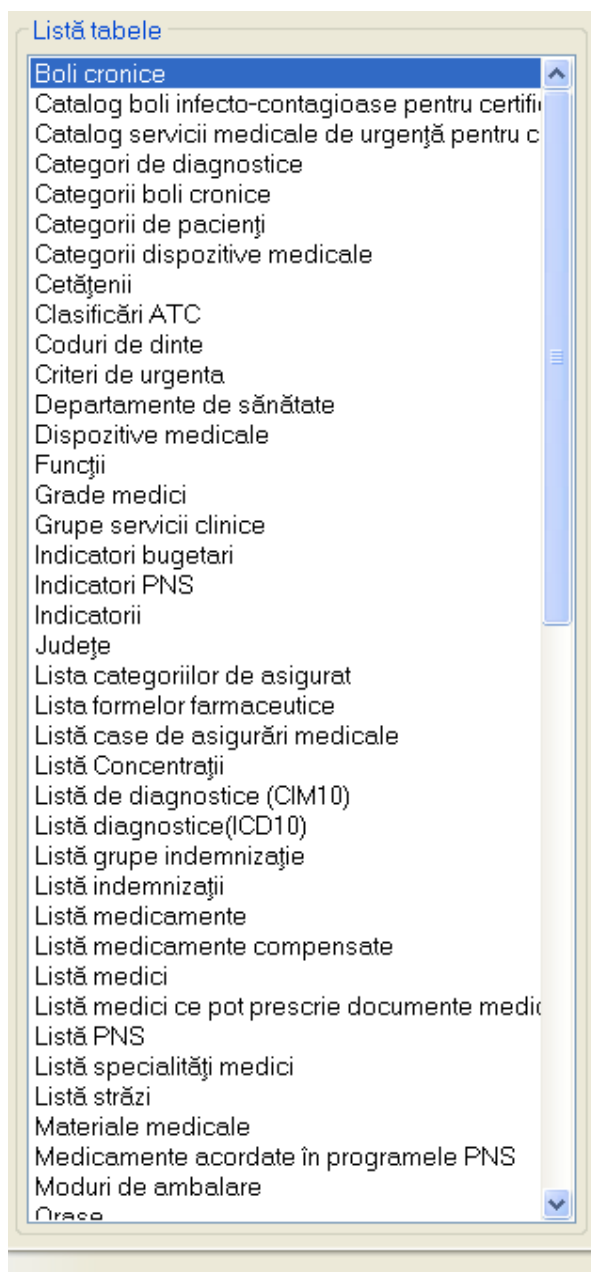 Listă tabele
Boli cronice
Catalog boli infecto-contagioase pentru certifi
Catalog servicii medicale de urgenţă pentru c
Categori de diagnostice
Categorii boli cronice
Categorii de pacienţi
Categorii dispozitive medicale
Cetăţenii
Clasificări ATC
Coduri de dinte
Criteri de urgenta
Departamente de sănătate
Dispozitive medicale
Funcţii
Grade medici
Grupe servicii clinice
Indicatori bugetari
Indicatori PNS
Indicatorii
Judeţe
Lista categoriilor de asigurat
Lista formelor farmaceutice
Listă case de asigurări medicale
Listă Concentraţii
Listă de diagnostice (CIM10)
Listă diagnostice(ICD10)
Listă grupe indemnizaţie
Listă indemnizaţii
Listă medicamente
Listă medicamente compensate
Listă medici
Listă medici ce pot prescrie documente medic
Listă PNS
Listă specialităţi medici
Listă străzi
Materiale medicale
Medicamente acordate în programele PNS
Moduri de ambalare
Orase